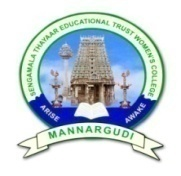 SENGAMALA THAYAAR EDUCATIONAL TRUST WOMEN'S COLLEGE
ARISE
AWAKE
MANNARGUDI